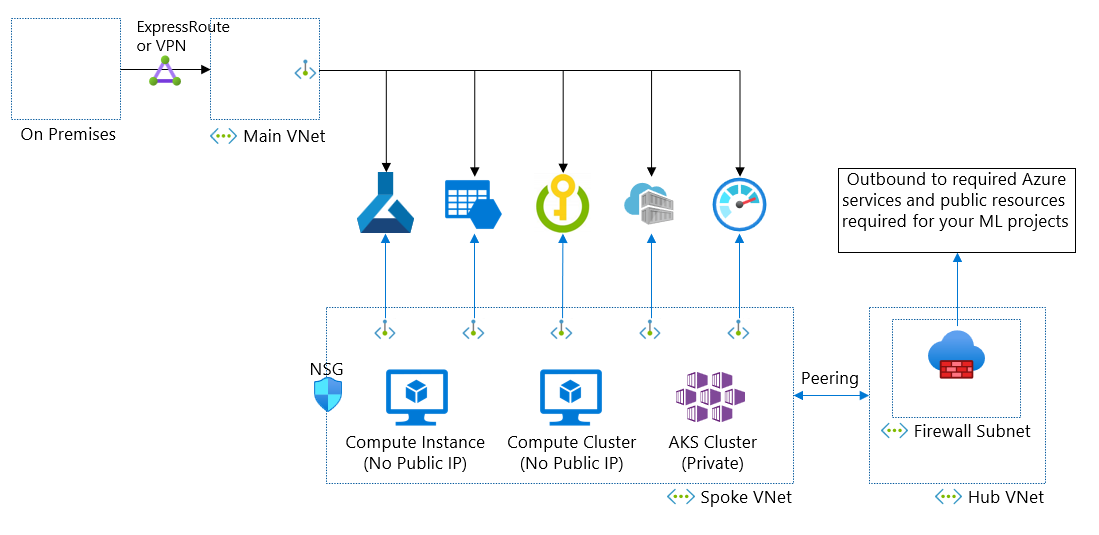 ExpressRoute
or VPN
On Premises
Main VNet
Outbound to required Azure
services and public resources
required for your ML projects
NSG
Compute Instance
(No Public IP)
Compute Cluster
(No Public IP)
AKS Cluster
(Private)
Peering
Firewall Subnet
Spoke VNet
Hub VNet